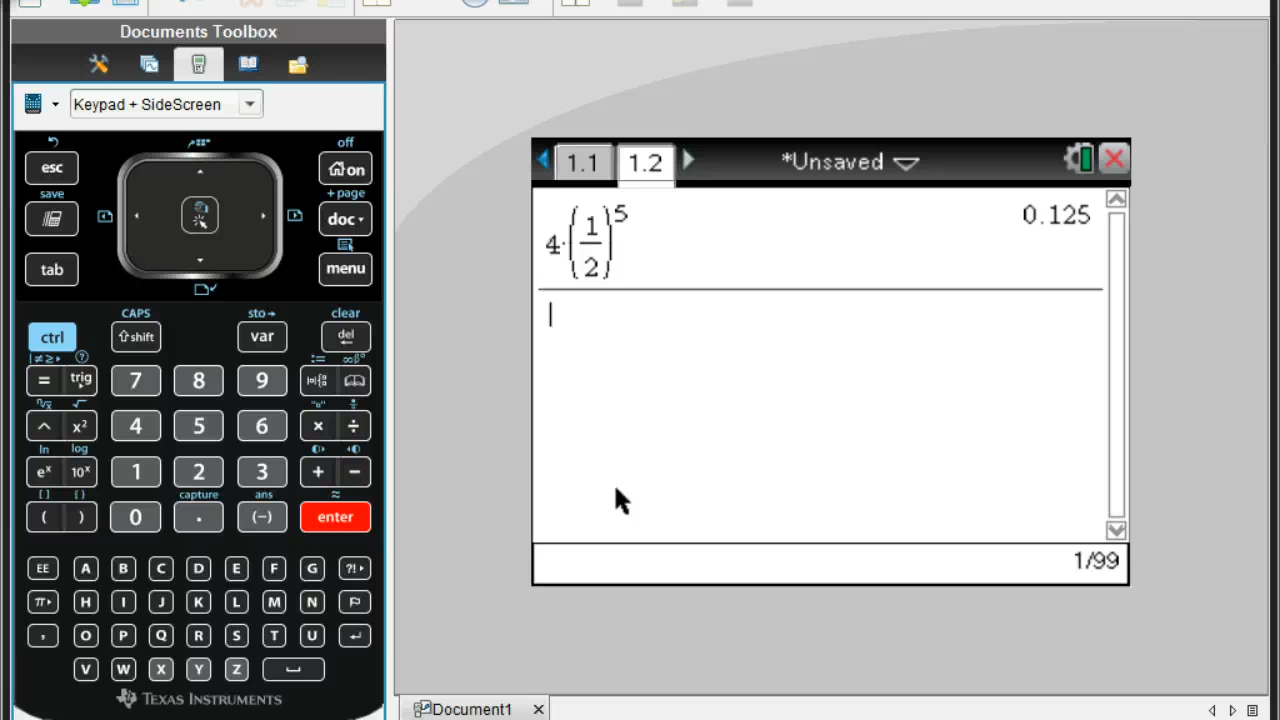 Documents Toolbox
Keypad + SideScreen
off
esc
on
save
+ page
doc
tab
menu
CAPS
sto
clear
ctrl
shift
var
del
=
trig
7
8
9
^
x²
4
5
6
×
÷
ln
log
eˣ
10ˣ
1
2
3
+
−
[ ]
{ }
capture
ans
≈
(
)
0
.
(−)
enter
EE
A
B
C
D
E
F
G
?!
π
H
I
J
K
L
M
N
,
O
P
Q
R
S
T
U
V
W
X
Y
Z
TEXAS INSTRUMENTS
1.1
1.2
*Unsaved
4·(1/2)^5
0.125
1/99
Document1